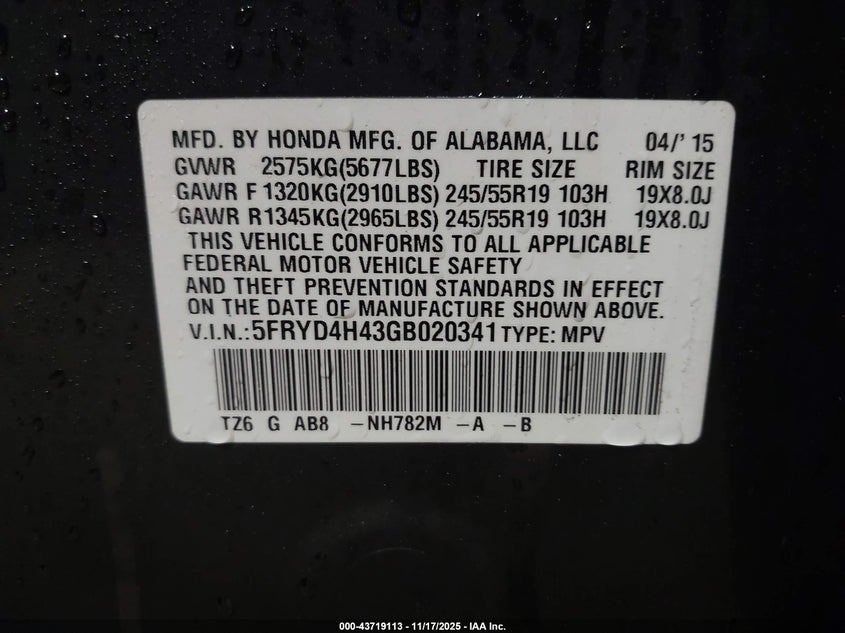 MFD. BY HONDA MFG. OF ALABAMA, LLC 04/' 15
GVWR 2575KG(5677LBS) TIRE SIZE RIM SIZE
GAWR F 1320KG(2910LBS) 245/55R19 103H 19X8.0J
GAWR R1345KG(2965LBS) 245/55R19 103H 19X8.0J
THIS VEHICLE CONFORMS TO ALL APPLICABLE
FEDERAL MOTOR VEHICLE SAFETY
AND THEFT PREVENTION STANDARDS IN EFFECT
ON THE DATE OF MANUFACTURE SHOWN ABOVE.
V.I.N.:5FRYD4H43GB020341 TYPE: MPV
TZ6 G AB8 -NH782M -A -B
000-43719113 - 11/17/2025 - IAA Inc.